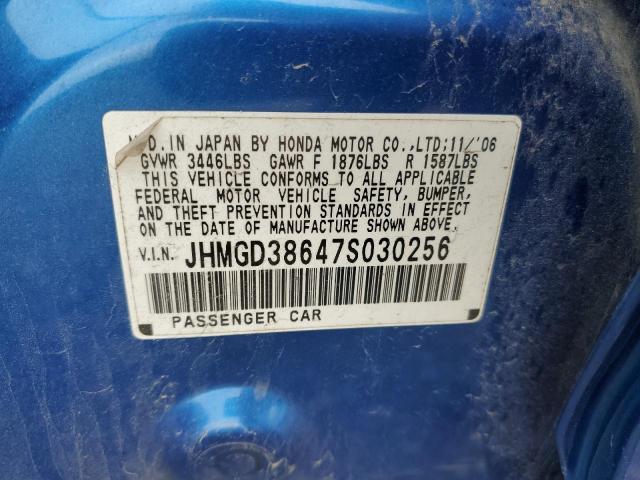 MFD. IN JAPAN BY HONDA MOTOR CO.,LTD; 11/'06
GVWR 3446LBS GAWR F 1876LBS R 1587LBS
THIS VEHICLE CONFORMS TO ALL APPLICABLE
FEDERAL MOTOR VEHICLE SAFETY, BUMPER,
AND THEFT PREVENTION STANDARDS IN EFFECT
ON THE DATE OF MANUFACTURE SHOWN ABOVE.
V.I.N. JHMGD38647S030256
PASSENGER CAR